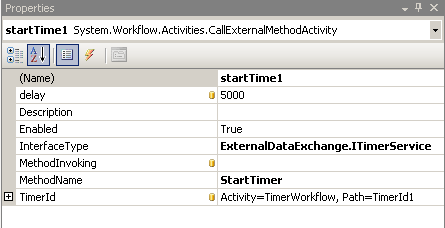 Properties
startTime1 System.Workflow.Activities.CallExternalMethodActivity
(Name) startTime1
delay 5000
Description
Enabled True
InterfaceType ExternalDataExchange.ITimerService
MethodInvoking
MethodName StartTimer
TimerId Activity=TimerWorkflow, Path=TimerId1